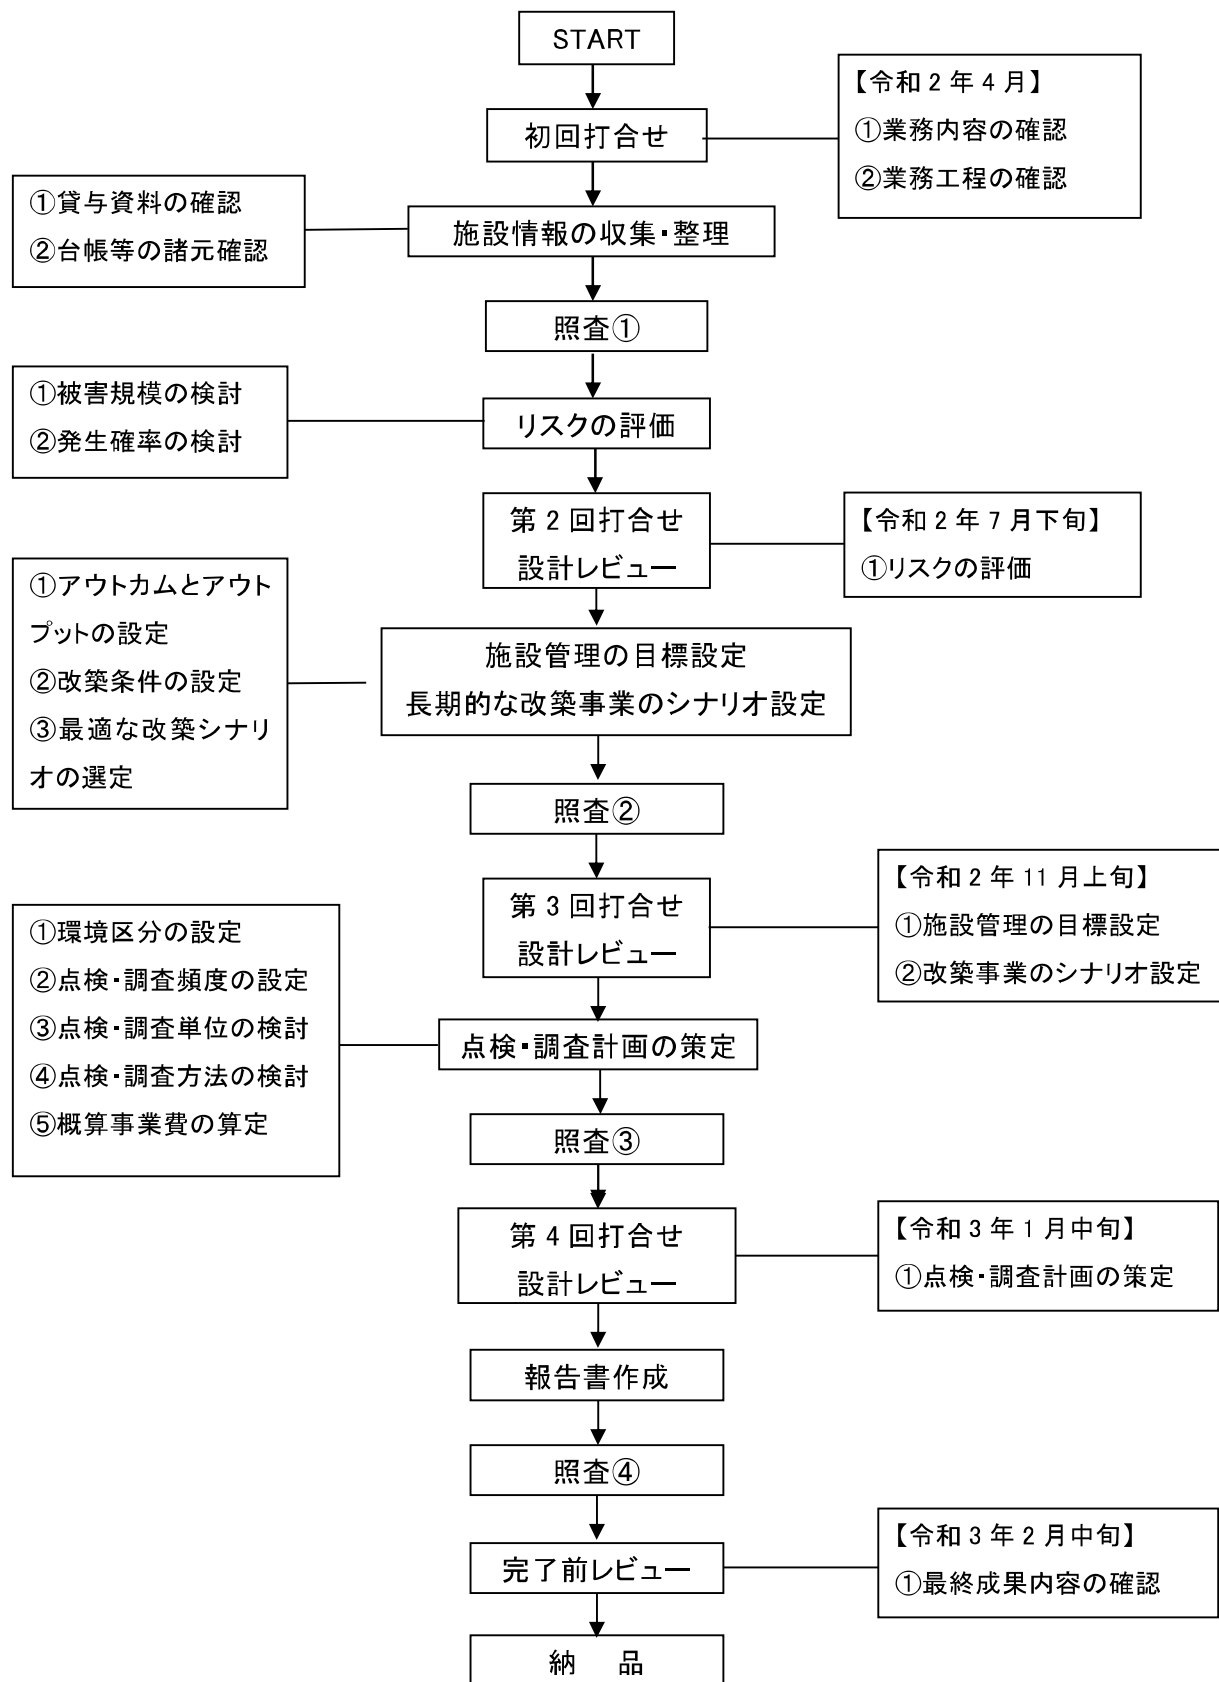 START
初回打合せ
【令和2年4月】
①業務内容の確認
②業務工程の確認
①貸与資料の確認
②台帳等の諸元確認
施設情報の収集・整理
照査①
①被害規模の検討
②発生確率の検討
リスクの評価
第2回打合せ
設計レビュー
【令和2年7月下旬】
①リスクの評価
①アウトカムとアウト
プットの設定
②改築条件の設定
③最適な改築シナリ
オの選定
施設管理の目標設定
長期的な改築事業のシナリオ設定
照査②
第3回打合せ
設計レビュー
【令和2年11月上旬】
①施設管理の目標設定
②改築事業のシナリオ設定
①環境区分の設定
②点検・調査頻度の設定
③点検・調査単位の検討
④点検・調査方法の検討
⑤概算事業費の算定
点検・調査計画の策定
照査③
第4回打合せ
設計レビュー
【令和3年1月中旬】
①点検・調査計画の策定
報告書作成
照査④
完了前レビュー
【令和3年2月中旬】
①最終成果内容の確認
納　品